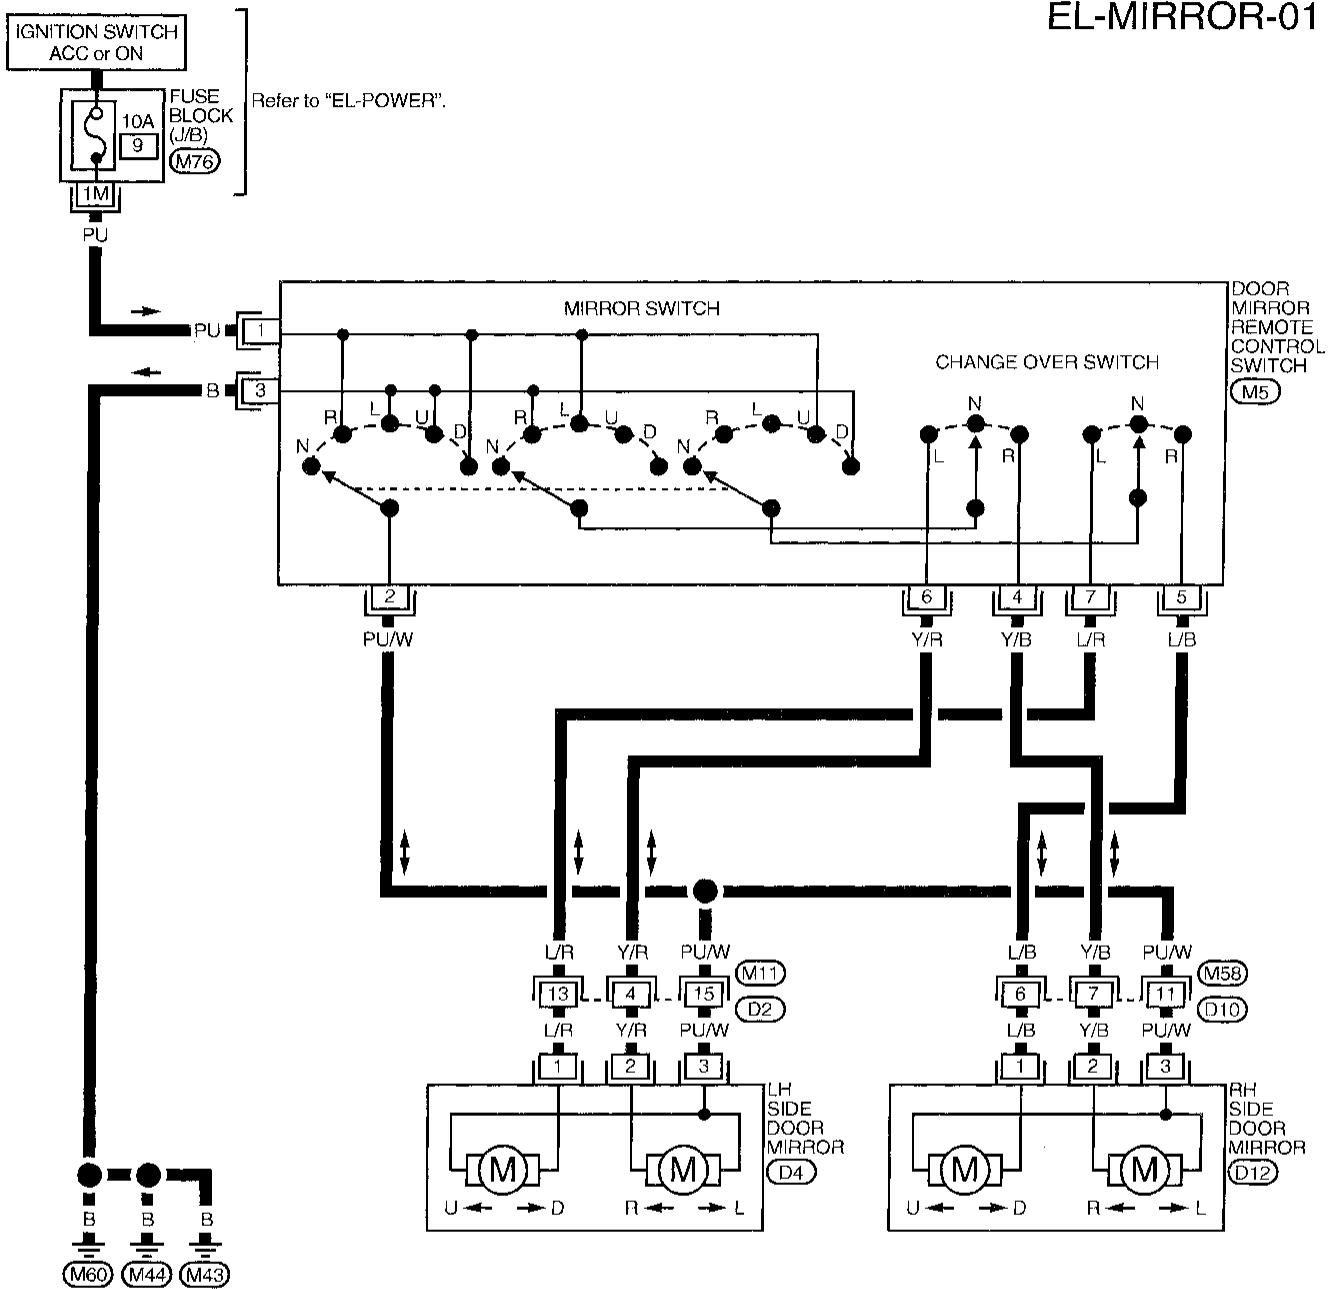 EL-MIRROR-01
IGNITION SWITCH
ACC or ON
FUSE
BLOCK
(J/B)
M76
10A
9
Refer to "EL-POWER".
1M
PU
PU
1
B
3
MIRROR SWITCH
CHANGE OVER SWITCH
DOOR
MIRROR
REMOTE
CONTROL
SWITCH
M5
N R L U D
N R L U D
N R L U D
L N R
L N R
2 6 4 7 5
PU/W Y/R Y/B L/R L/B
L/R Y/R PU/W L/B Y/B PU/W
M11 M58
13 4 15 6 7 11
D2 D10
L/R Y/R PU/W L/B Y/B PU/W
1 2 3 1 2 3
LH
SIDE
DOOR
MIRROR
D4
M M
U D R L
RH
SIDE
DOOR
MIRROR
D12
M M
U D R L
B B B
M60 M44 M43